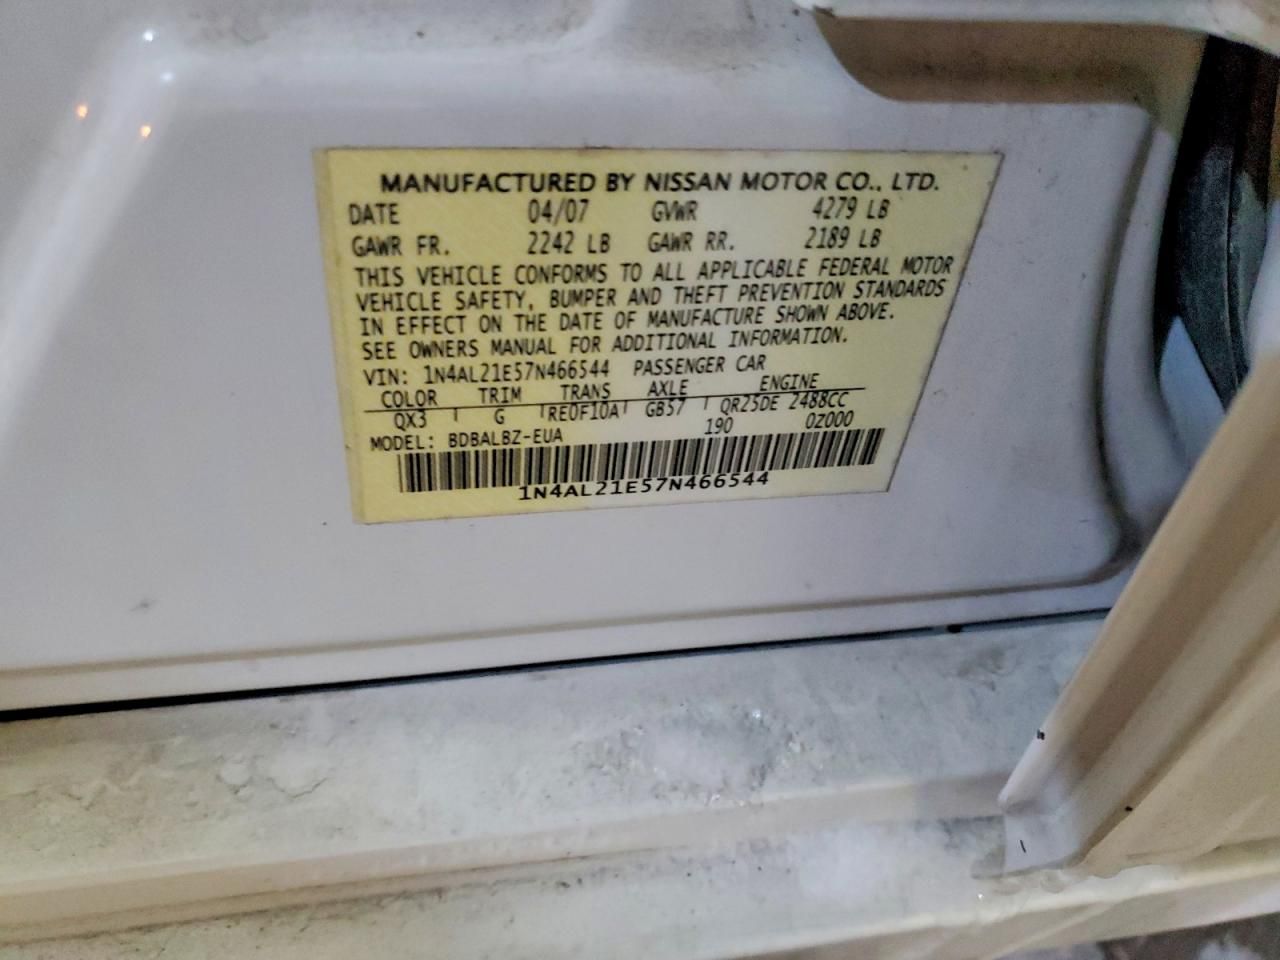 MANUFACTURED BY NISSAN MOTOR CO., LTD.
DATE 04/07 GVWR 4279 LB
GAWR FR. 2242 LB GAWR RR. 2189 LB
THIS VEHICLE CONFORMS TO ALL APPLICABLE FEDERAL MOTOR
VEHICLE SAFETY, BUMPER AND THEFT PREVENTION STANDARDS
IN EFFECT ON THE DATE OF MANUFACTURE SHOWN ABOVE.
SEE OWNERS MANUAL FOR ADDITIONAL INFORMATION.
VIN: 1N4AL21E57N466544 PASSENGER CAR
COLOR TRIM TRANS AXLE ENGINE
QX3 G RE0F10A GB57 QR25DE 2488CC
MODEL: BDBALBZ-EUA 190 0Z000
1N4AL21E57N466544